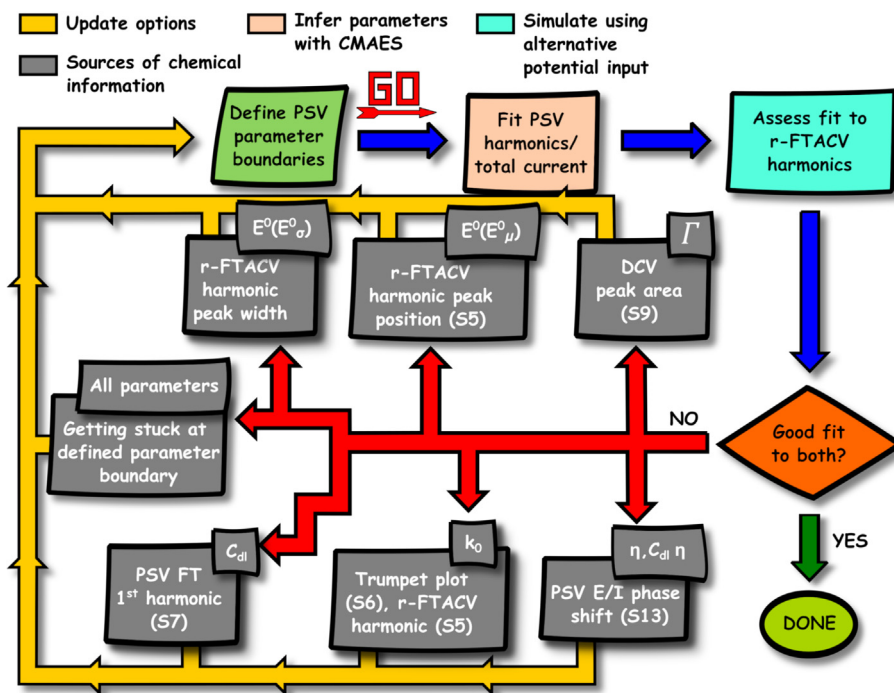 Update options
Infer parameters
with CMAES
Simulate using
alternative
potential input
Sources of chemical
information
GO
Define PSV
parameter
boundaries
Fit PSV
harmonics/
total current
Assess fit to
r-FTACV
harmonics
E⁰(E⁰σ)
r-FTACV
harmonic
peak width
E⁰(E⁰μ)
r-FTACV
harmonic peak
position (S5)
Γ
DCV
peak area
(S9)
All parameters
Getting stuck at
defined parameter
boundary
NO
Good fit
to both?
C_dl
PSV FT
1st harmonic
(S7)
k₀
Trumpet plot
(S6), r-FTACV
harmonic (S5)
η,C_dl η
PSV E/I phase
shift (S13)
YES
DONE